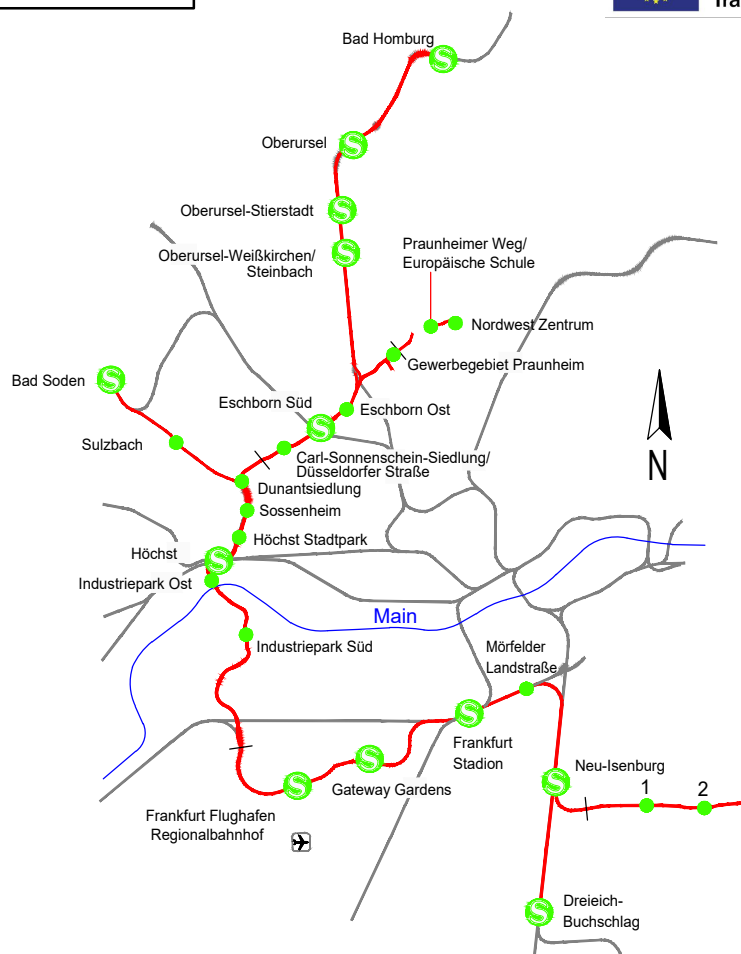 Bad Homburg
Oberursel
Oberursel-Stierstadt
Oberursel-Weißkirchen/
Steinbach
Praunheimer Weg/
Europäische Schule
Nordwest Zentrum
Gewerbegebiet Praunheim
Bad Soden
Eschborn Süd
Eschborn Ost
Sulzbach
Carl-Sonnenschein-Siedlung/
Düsseldorfer Straße
Dunantsiedlung
Sossenheim
N
Höchst Stadtpark
Höchst
Industriepark Ost
Main
Industriepark Süd
Mörfelder
Landstraße
Frankfurt
Stadion
Neu-Isenburg
1
2
Gateway Gardens
Frankfurt Flughafen
Regionalbahnhof
Dreieich-
Buchschlag
S
S
S
S
S
S
S
S
S
S
S
S